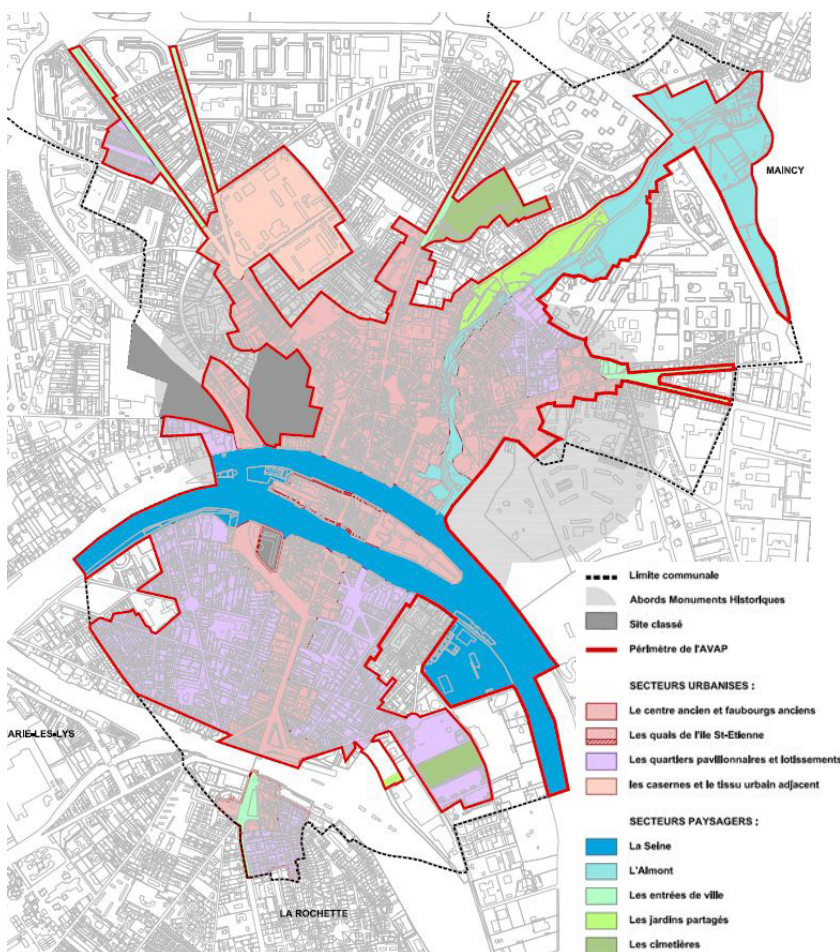 MAINCY
Limite communale
Abords Monuments Historiques
Site classé
Périmètre de l'AVAP
SECTEURS URBANISES :
Le centre ancien et faubourgs anciens
Les quais de l'île St-Etienne
Les quartiers pavillonnaires et lotissements
les casernes et le tissu urbain adjacent
SECTEURS PAYSAGERS :
La Seine
L'Almont
Les entrées de ville
Les jardins partagés
Les cimetières
ARIE-LES-LYS
LA ROCHETTE